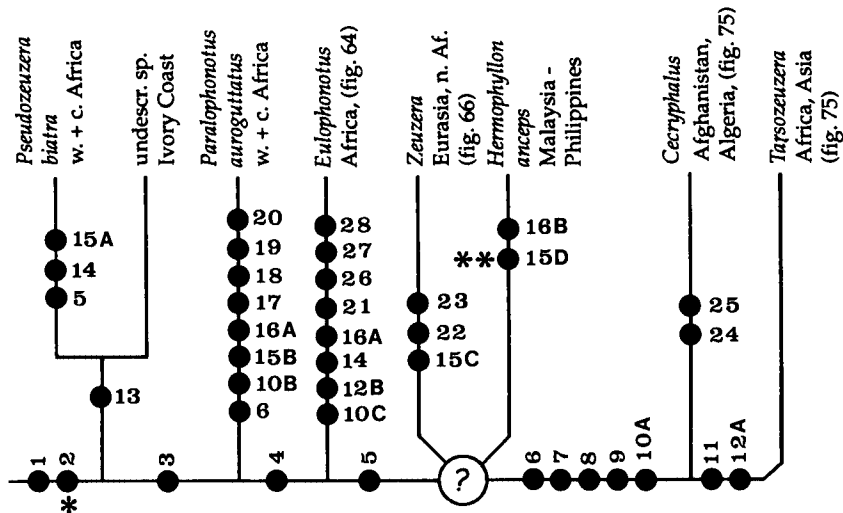 Pseudozeuzera
biatra
w. + c. Africa
undescr. sp.
Ivory Coast
Paralophonotus
auroguttatus
w. + c. Africa
Eulophonotus
Africa, (fig. 64)
Zeuzera
Eurasia, n. Af.
(fig. 66)
Hermophyllon
anceps
Malaysia -
Philippines
Cecryphalus
Afghanistan,
Algeria, (fig. 75)
Tarsozeuzera
Africa, Asia
(fig. 75)
15A
14
5
13
20
19
18
17
16A
15B
10B
6
28
27
26
21
16A
14
12B
10C
23
22
15C
16B
** 15D
25
24
1 2 3 4 5 ? 6 7 8 9 10A 11 12A
*